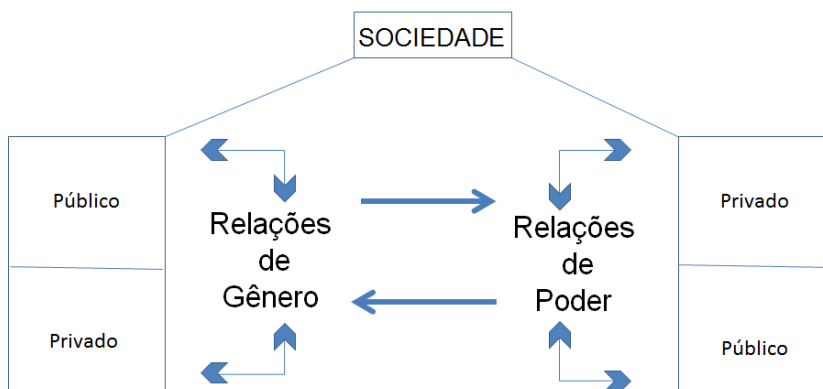 SOCIEDADE
Público
Privado
Relações
de
Gênero
Relações
de
Poder
Privado
Público